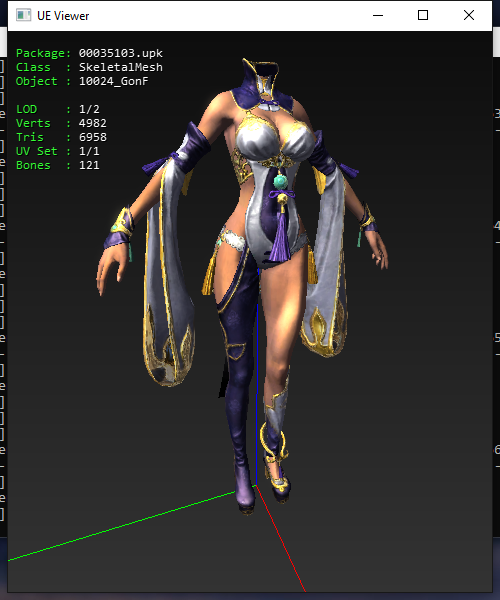 UE Viewer
Package: 00035103.upk
Class : SkeletalMesh
Object : 10024_GonF
LOD : 1/2
Verts : 4982
Tris : 6958
UV Set : 1/1
Bones : 121